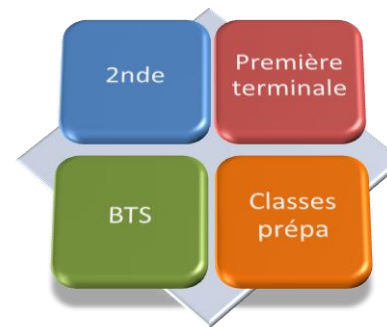 2nde
Première
terminale
BTS
Classes
prépa